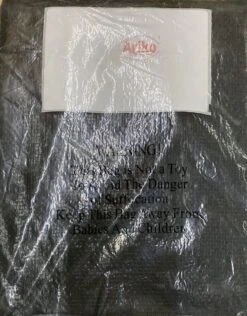 Ariko
WARNING!
This Bag is Not a Toy
To Avoid The Danger
of Suffocation
Keep This Bag Away From
Babies And Children